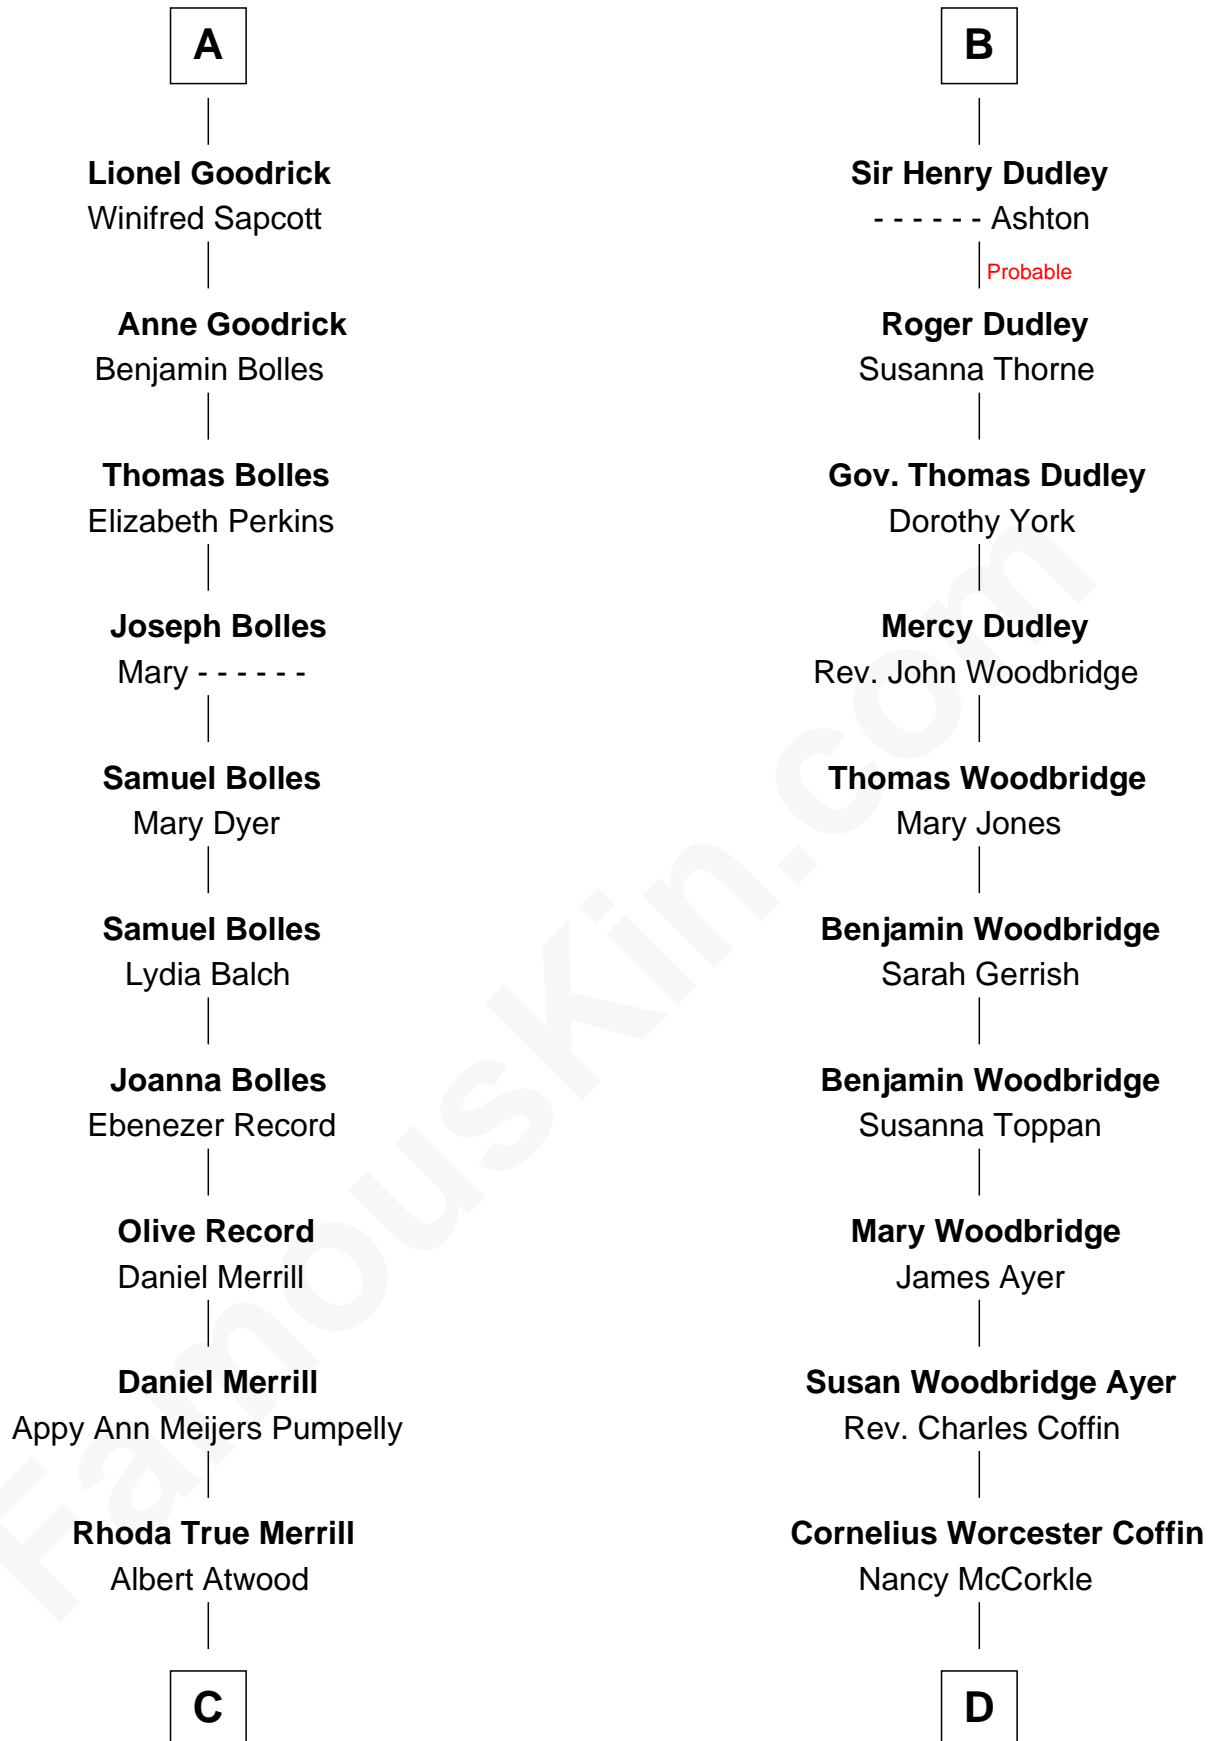 A
Lionel Goodrick
Winifred Sapcott
Anne Goodrick
Benjamin Bolles
Thomas Bolles
Elizabeth Perkins
Joseph Bolles
Mary - - - - - -
Samuel Bolles
Mary Dyer
Samuel Bolles
Lydia Balch
Joanna Bolles
Ebenezer Record
Olive Record
Daniel Merrill
Daniel Merrill
Appy Ann Meijers Pumpelly
Rhoda True Merrill
Albert Atwood
C
B
Sir Henry Dudley
- - - - - - Ashton
Probable
Roger Dudley
Susanna Thorne
Gov. Thomas Dudley
Dorothy York
Mercy Dudley
Rev. John Woodbridge
Thomas Woodbridge
Mary Jones
Benjamin Woodbridge
Sarah Gerrish
Benjamin Woodbridge
Susanna Toppan
Mary Woodbridge
James Ayer
Susan Woodbridge Ayer
Rev. Charles Coffin
Cornelius Worcester Coffin
Nancy McCorkle
D
FamousKin.com